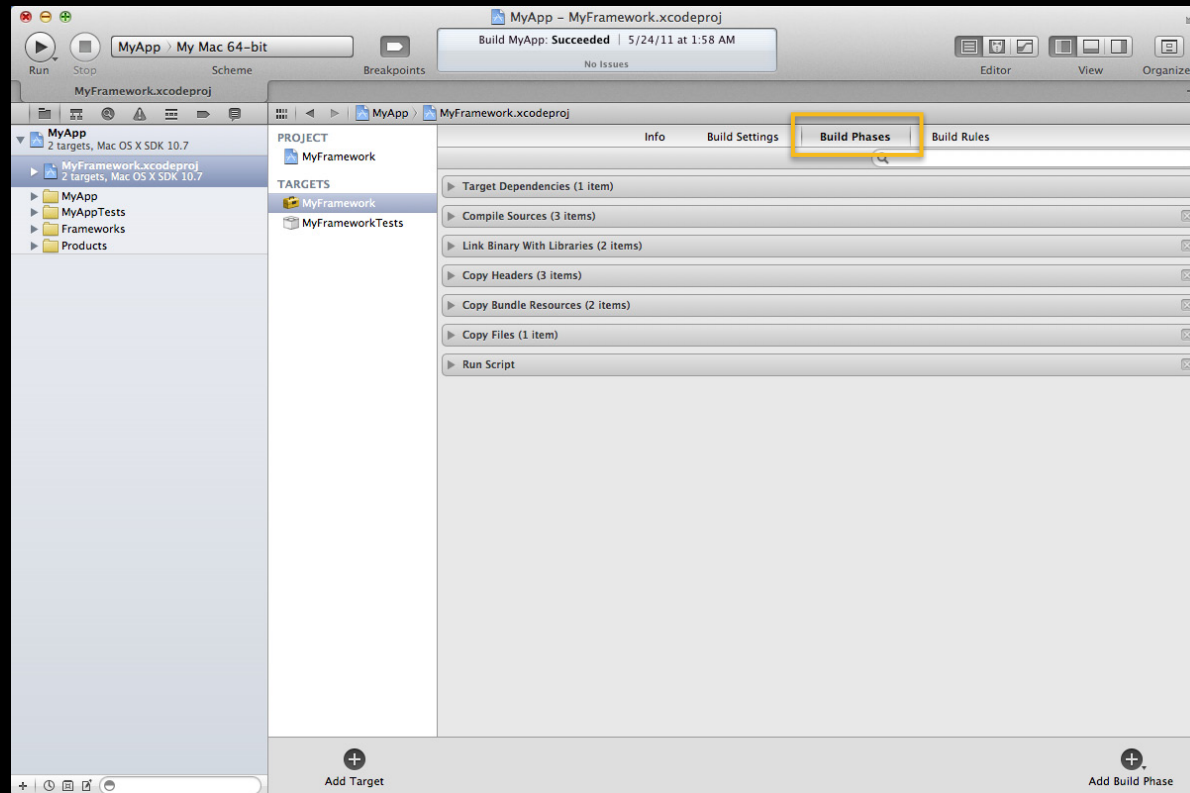 MyApp – MyFramework.xcodeproj
MyApp › My Mac 64-bit
Build MyApp: Succeeded | 5/24/11 at 1:58 AM
No Issues
Run Stop Scheme Breakpoints Editor View Organize
MyFramework.xcodeproj
MyApp › MyFramework.xcodeproj
MyApp
2 targets, Mac OS X SDK 10.7
MyFramework.xcodeproj
2 targets, Mac OS X SDK 10.7
MyApp
MyAppTests
Frameworks
Products
PROJECT
MyFramework
TARGETS
MyFramework
MyFrameworkTests
Info Build Settings Build Phases Build Rules
Target Dependencies (1 item)
Compile Sources (3 items)
Link Binary With Libraries (2 items)
Copy Headers (3 items)
Copy Bundle Resources (2 items)
Copy Files (1 item)
Run Script
Add Target
Add Build Phase